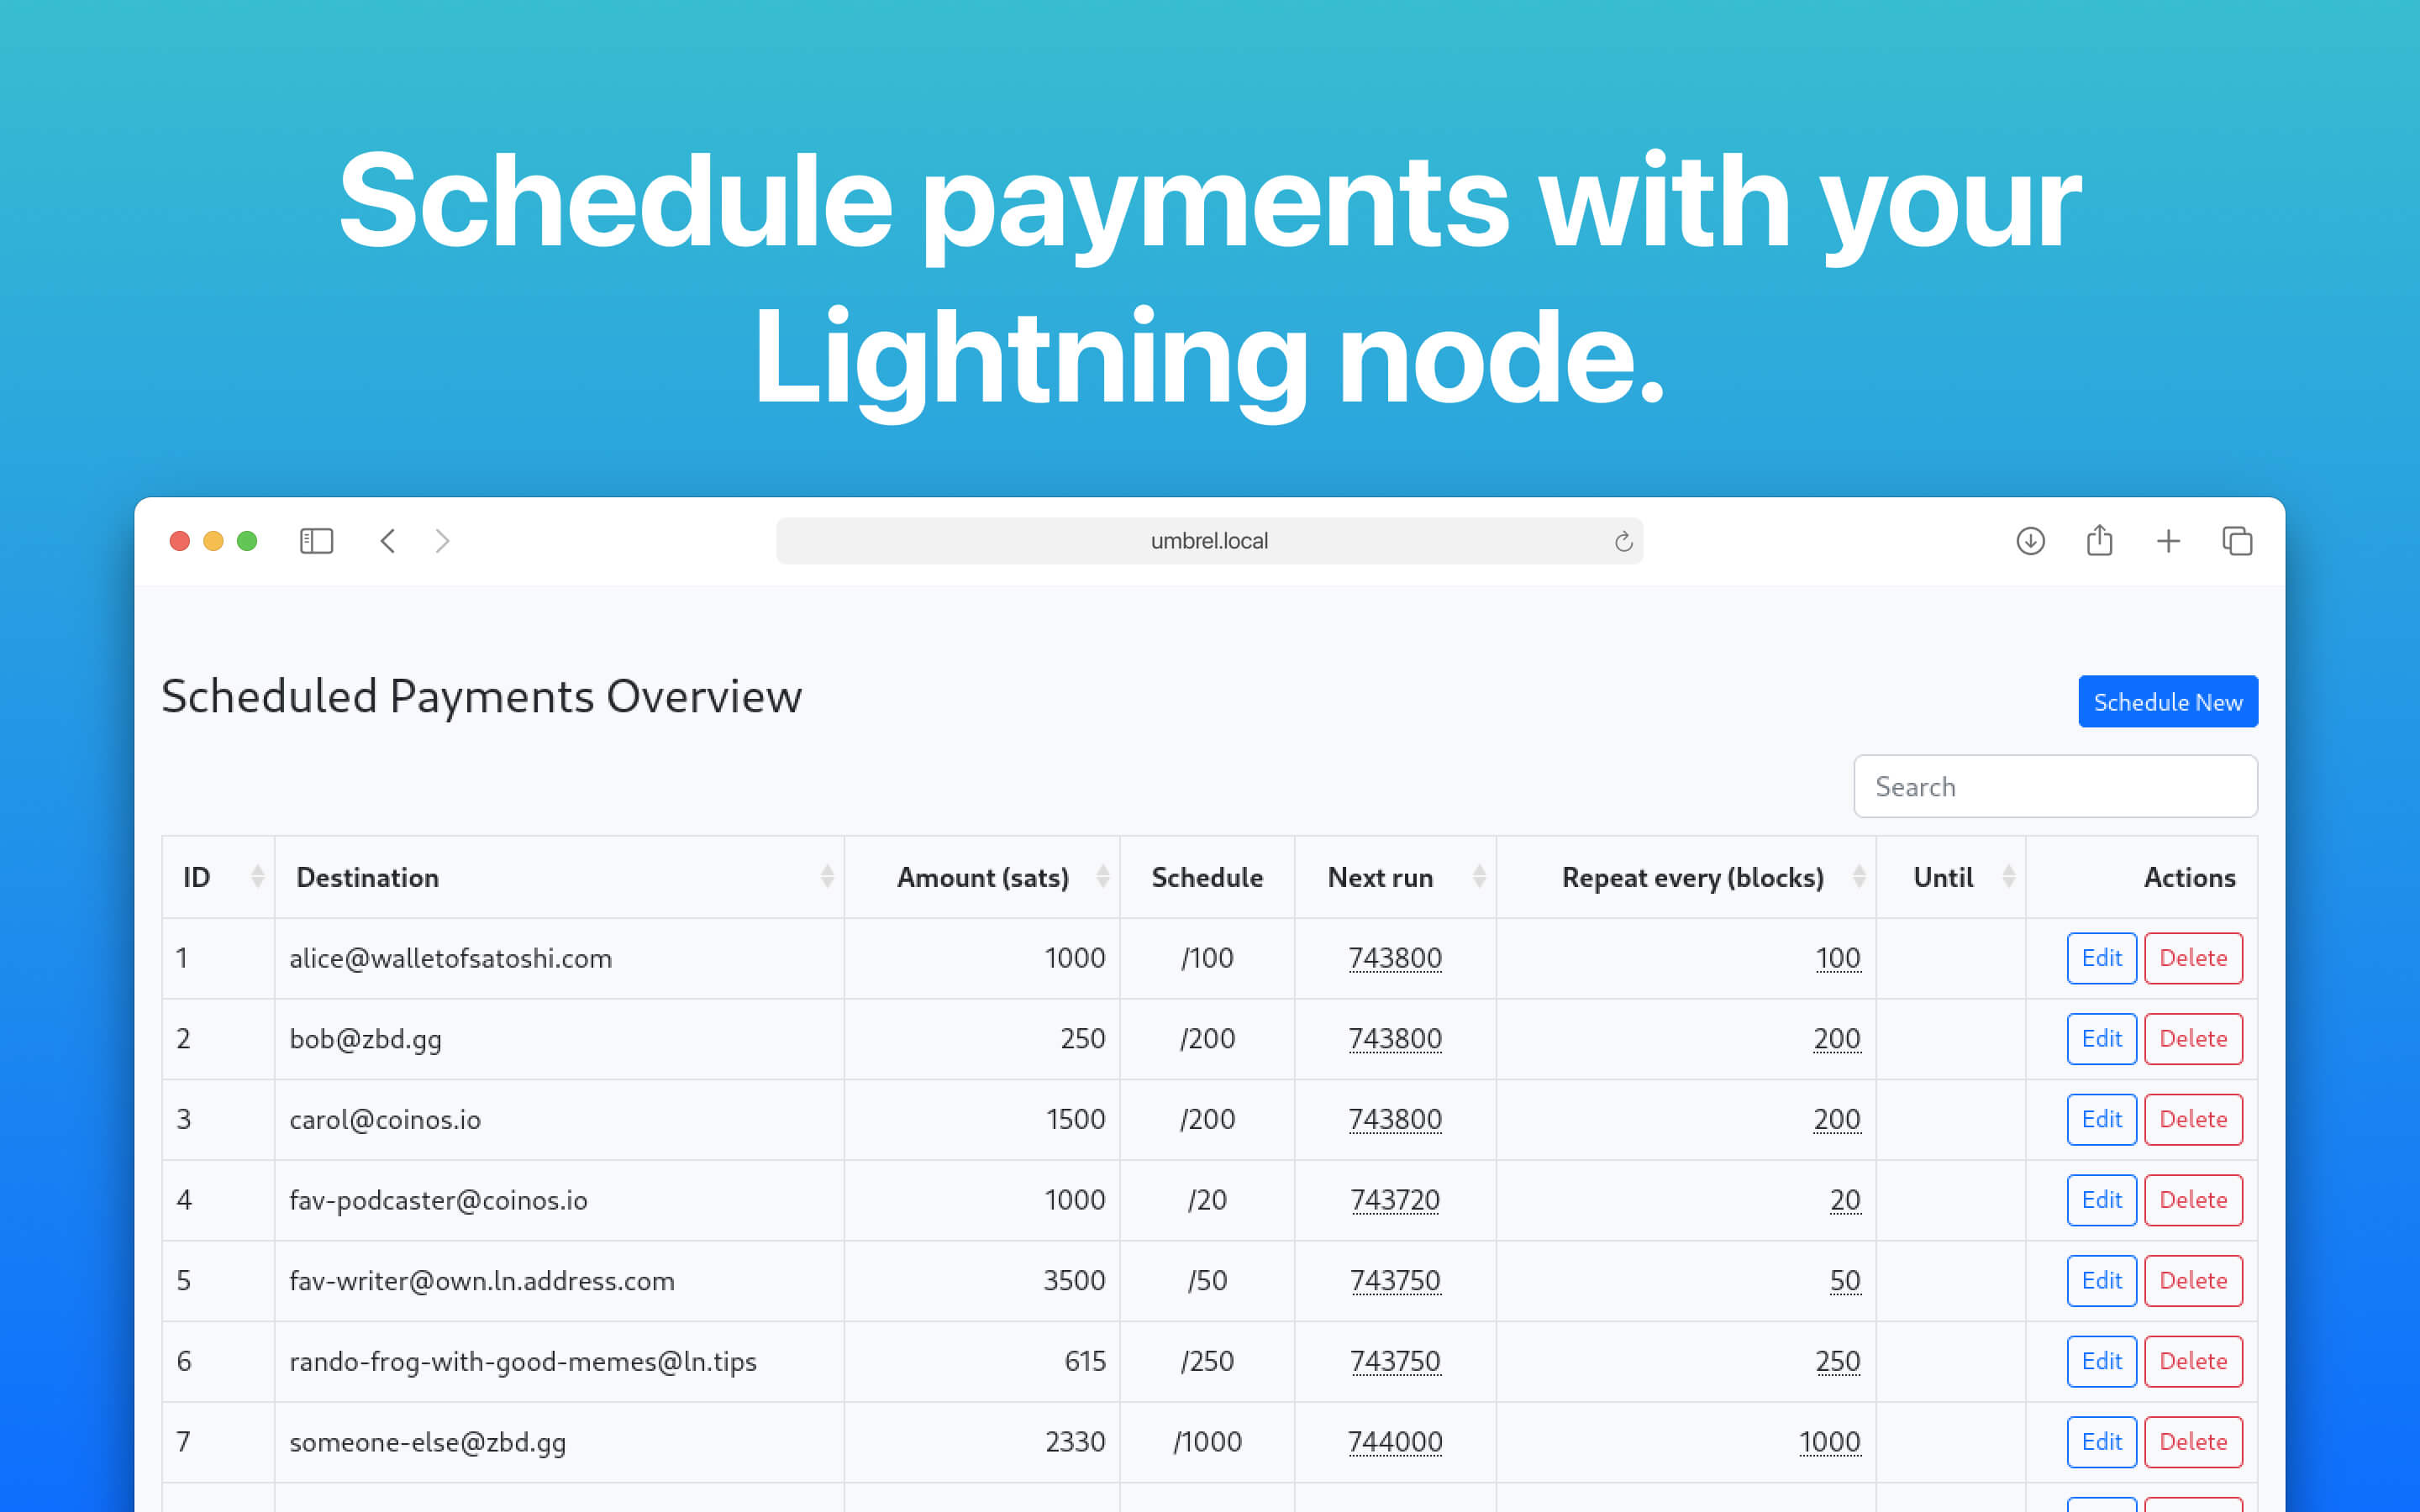 Schedule payments with your
Lightning node.
umbrel.local
Scheduled Payments Overview
Schedule New
Search
ID Destination Amount (sats) Schedule Next run Repeat every (blocks) Until Actions
1 alice@walletofsatoshi.com 1000 /100 743800 100 Edit Delete
2 bob@zbd.gg 250 /200 743800 200 Edit Delete
3 carol@coinos.io 1500 /200 743800 200 Edit Delete
4 fav-podcaster@coinos.io 1000 /20 743720 20 Edit Delete
5 fav-writer@own.ln.address.com 3500 /50 743750 50 Edit Delete
6 rando-frog-with-good-memes@ln.tips 615 /250 743750 250 Edit Delete
7 someone-else@zbd.gg 2330 /1000 744000 1000 Edit Delete